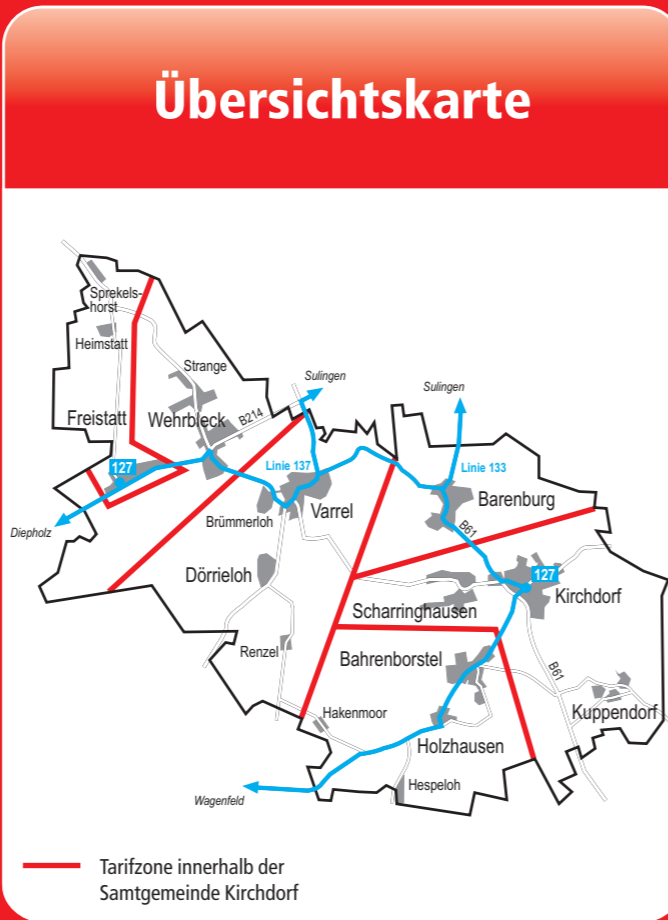 Übersichtskarte
Sprekels-
horst
Heimstatt
Strange
Sulingen
Sulingen
Freistatt
Wehrbleck
B214
127
Linie 137
Linie 133
Diepholz
Brümmerloh
Varrel
Barenburg
B61
Dörrieloh
127
Kirchdorf
Scharringhausen
Renzel
Bahrenborstel
B61
Hakenmoor
Kuppendorf
Holzhausen
Wagenfeld
Hespeloh
Tarifzone innerhalb der
Samtgemeinde Kirchdorf